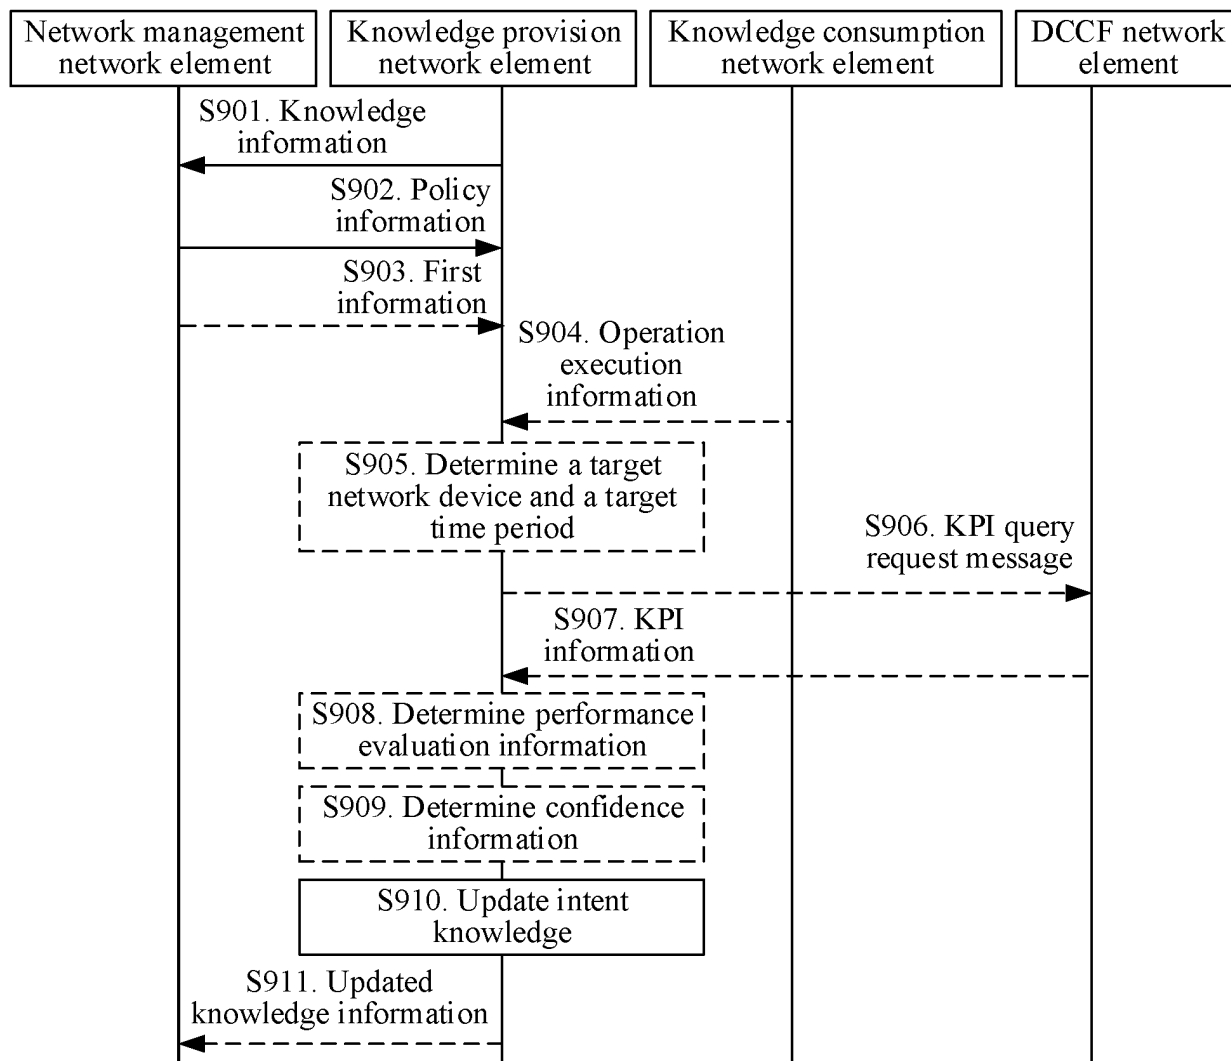 Network management
network element
Knowledge provision
network element
Knowledge consumption
network element
DCCF network
element
S901. Knowledge
information
S902. Policy
information
S903. First
information
S904. Operation
execution
information
S905. Determine a target
network device and a target
time period
S906. KPI query
request message
S907. KPI
information
S908. Determine performance
evaluation information
S909. Determine confidence
information
S910. Update intent
knowledge
S911. Updated
knowledge information